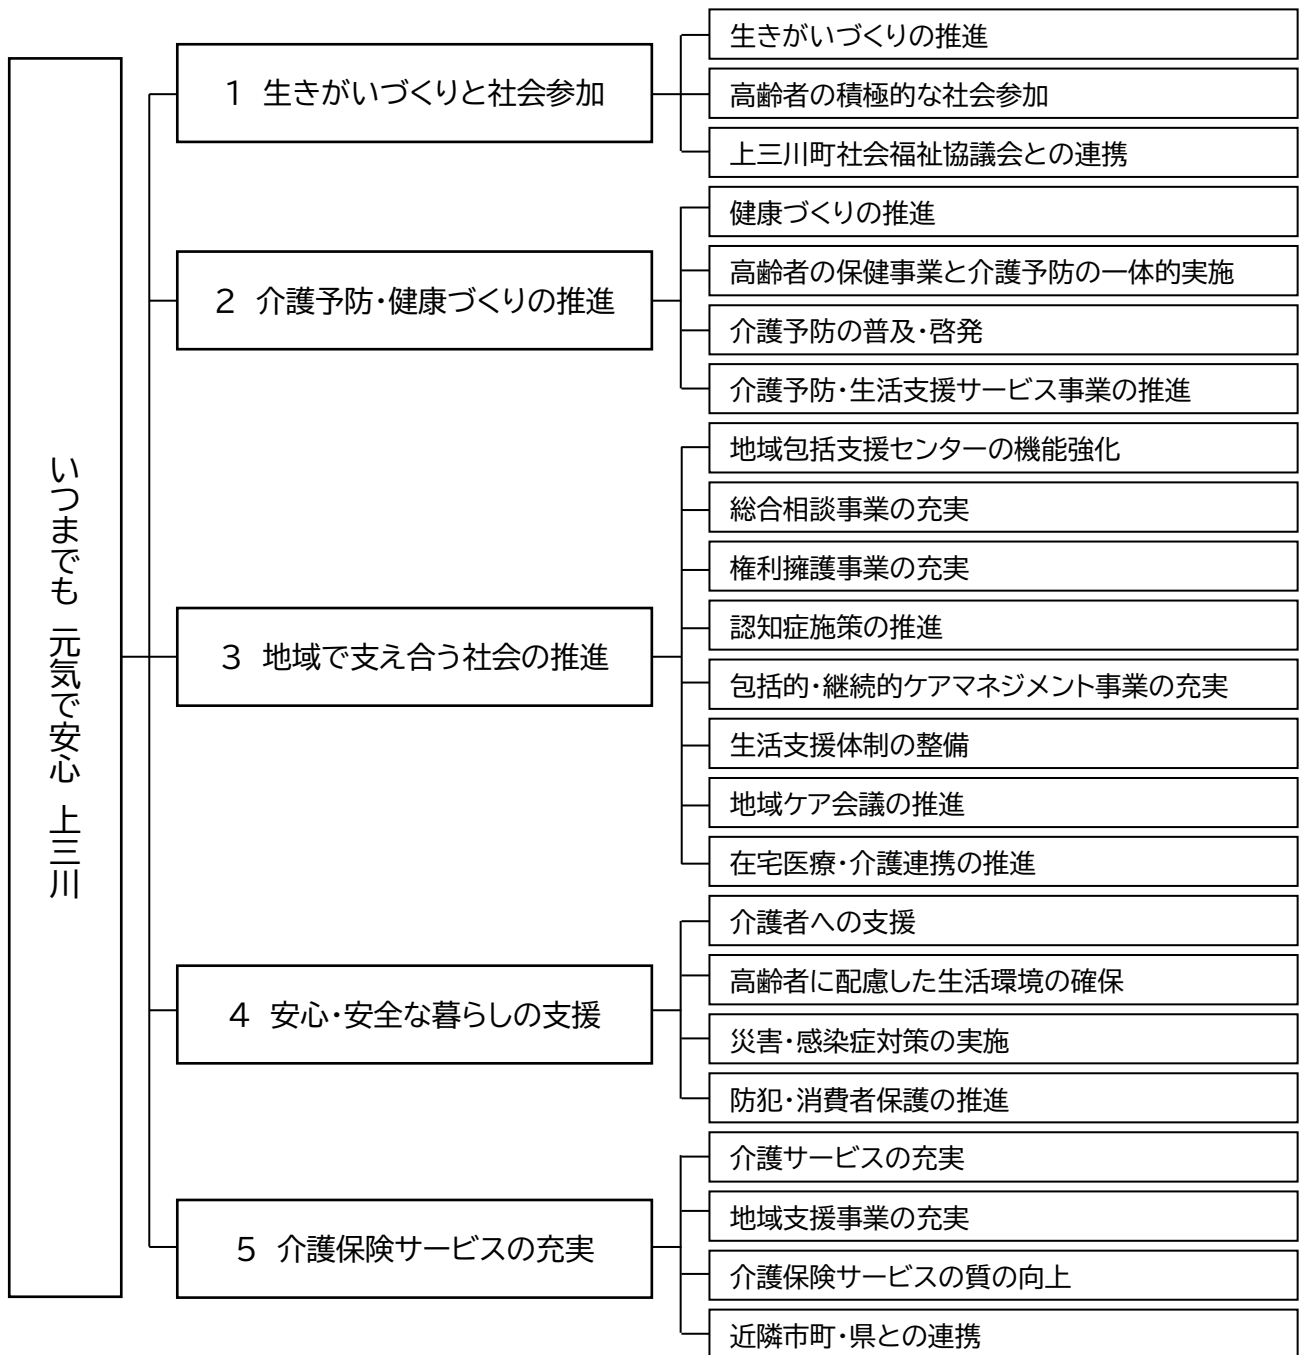 いつまでも 元気で安心 上三川
1 生きがいづくりと社会参加
生きがいづくりの推進
高齢者の積極的な社会参加
上三川町社会福祉協議会との連携
2 介護予防・健康づくりの推進
健康づくりの推進
高齢者の保健事業と介護予防の一体的実施
介護予防の普及・啓発
介護予防・生活支援サービス事業の推進
3 地域で支え合う社会の推進
地域包括支援センターの機能強化
総合相談事業の充実
権利擁護事業の充実
認知症施策の推進
包括的・継続的ケアマネジメント事業の充実
生活支援体制の整備
地域ケア会議の推進
在宅医療・介護連携の推進
4 安心・安全な暮らしの支援
介護者への支援
高齢者に配慮した生活環境の確保
災害・感染症対策の実施
防犯・消費者保護の推進
5 介護保険サービスの充実
介護サービスの充実
地域支援事業の充実
介護保険サービスの質の向上
近隣市町・県との連携